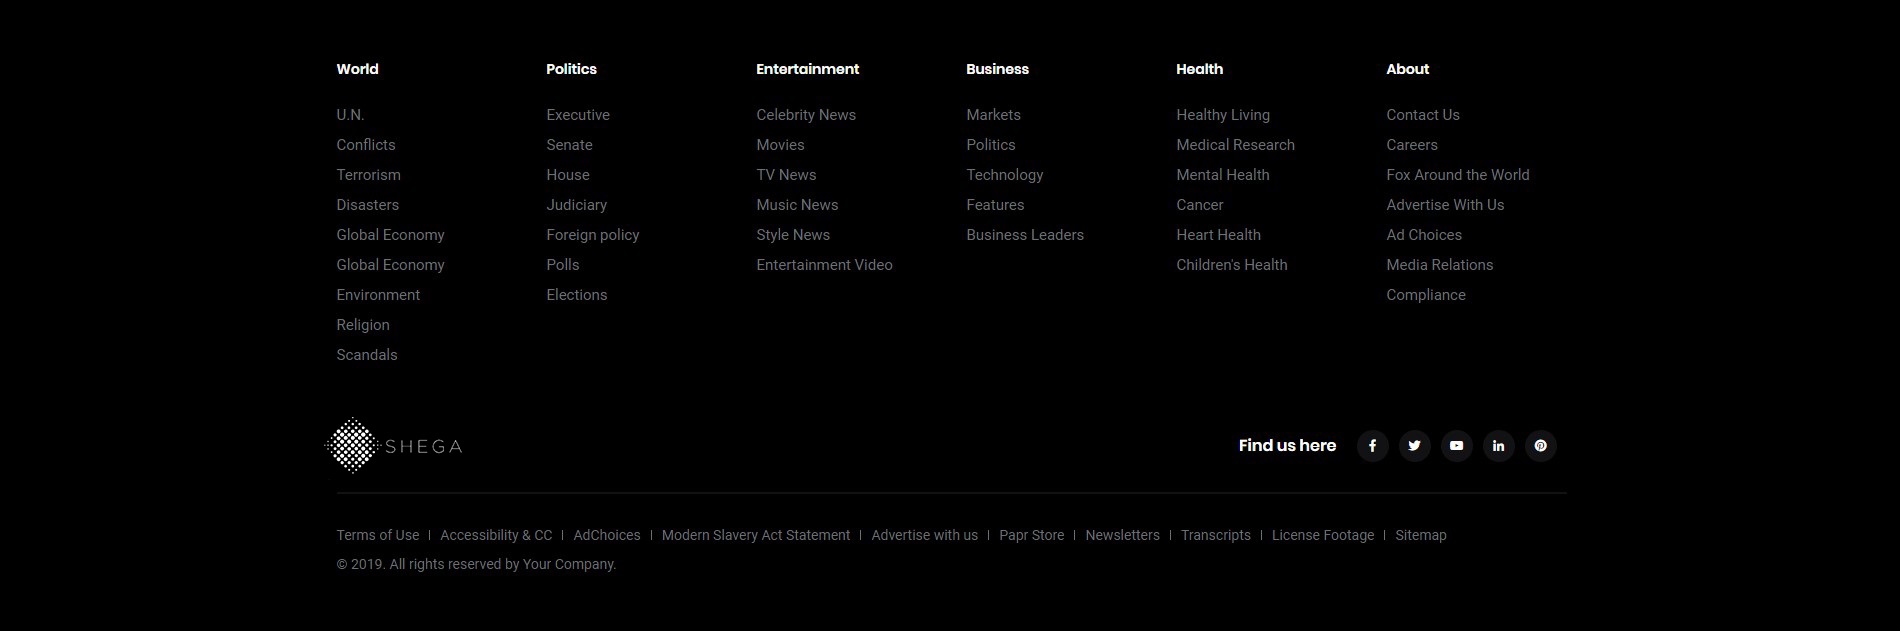 World
U.N.
Conflicts
Terrorism
Disasters
Global Economy
Global Economy
Environment
Religion
Scandals
Politics
Executive
Senate
House
Judiciary
Foreign policy
Polls
Elections
Entertainment
Celebrity News
Movies
TV News
Music News
Style News
Entertainment Video
Business
Markets
Politics
Technology
Features
Business Leaders
Health
Healthy Living
Medical Research
Mental Health
Cancer
Heart Health
Children's Health
About
Contact Us
Careers
Fox Around the World
Advertise With Us
Ad Choices
Media Relations
Compliance
SHEGA
Find us here
Terms of Use | Accessibility & CC | AdChoices | Modern Slavery Act Statement | Advertise with us | Papr Store | Newsletters | Transcripts | License Footage | Sitemap
© 2019. All rights reserved by Your Company.